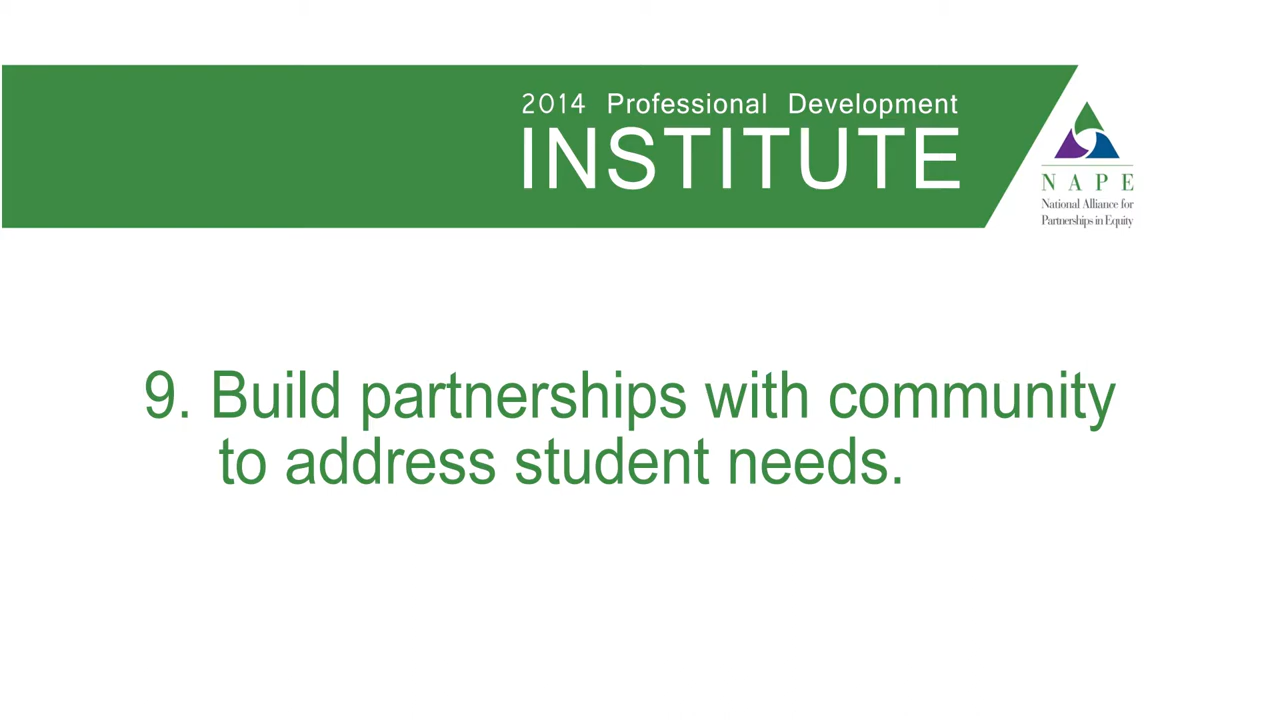 2014 Professional Development
INSTITUTE
N A P E
National Alliance for
Partnerships in Equity
9. Build partnerships with community
to address student needs.